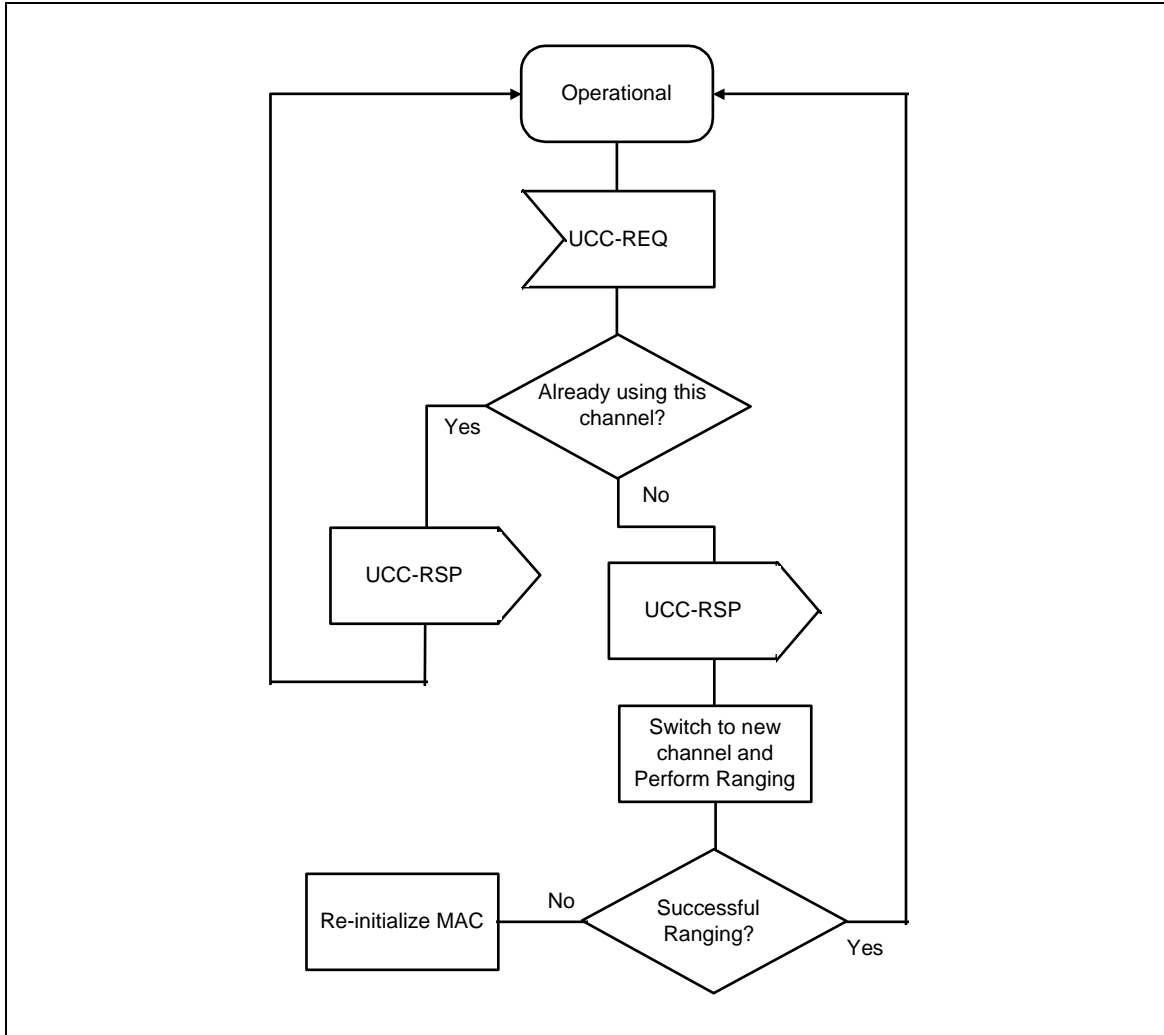 Operational
UCC-REQ
Already using this
channel?
Yes
No
UCC-RSP
UCC-RSP
Switch to new
channel and
Perform Ranging
Re-initialize MAC
No
Successful
Ranging?
Yes